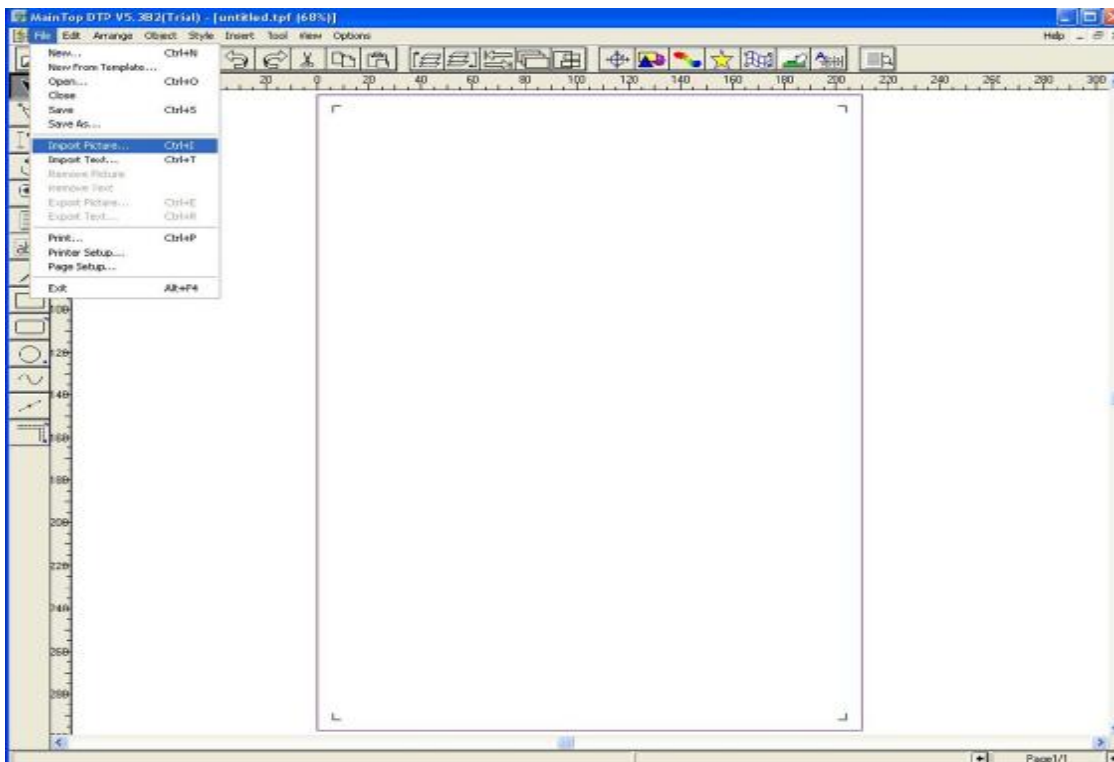 MainTop DTP V5.3B2(Trial) - [untitled.tpf (68%)]
File Edit Arrange Object Style Insert Tool View Options Help
New... Ctrl+N
New From Template...
Open... Ctrl+O
Close
Save Ctrl+S
Save As...
Import Picture... Ctrl+I
Import Text... Ctrl+T
Remove Picture
Remove Text
Export Picture... Ctrl+E
Export Text... Ctrl+R
Print... Ctrl+P
Printer Setup...
Page Setup...
Exit Alt+F4
20 0 20 40 60 80 100 120 140 160 180 200 220 240 260 280 300
100
120
140
160
180
200
220
240
260
280
Page1/1